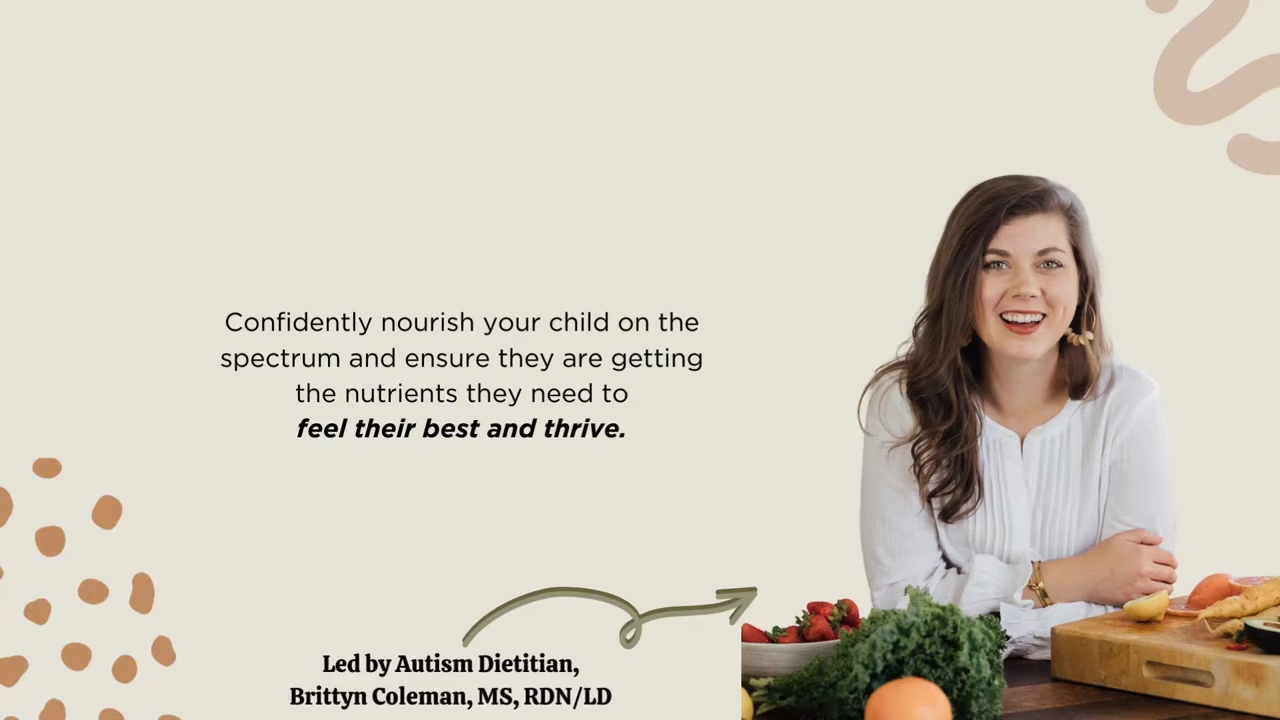 Confidently nourish your child on the
spectrum and ensure they are getting
the nutrients they need to
feel their best and thrive.
Led by Autism Dietitian,
Brittyn Coleman, MS, RDN/LD